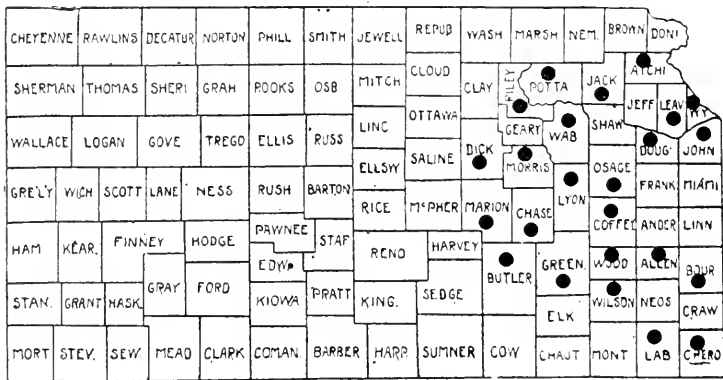 CHEYENNE RAWLINS DECATUR NORTON PHILL SMITH JEWELL REPUB WASH MARSH NEM. BROWN DONI
SHERMAN THOMAS SHERI GRAH ROOKS OSB MITCH CLOUD CLAY RILEY POTTA JACK ATCHI
JEFF LEAV WY
WALLACE LOGAN GOVE TREGO ELLIS RUSS LINC OTTAWA GEARY WAB SHAW DOUG. JOHN
ELLSW SALINE DICK MORRIS
GRE'LY WICH SCOTT LANE NESS RUSH BARTON RICE McPHER MARION CHASE LYON OSAGE FRANK MIAMI
COFFEE ANDER LINN
HAM KEAR. FINNEY HODGE PAWNEE STAF RENO HARVEY BUTLER GREEN. WOOD ALLEN BOUR
EDW.
STAN. GRANT HASK. GRAY FORD KIOWA PRATT KING. SEDGE ELK WILSON NEOS CRAW
MORT STEV. SEW. MEAD CLARK COMAN. BARBER HARP. SUMNER COW CHAUT MONT LAB CHERO